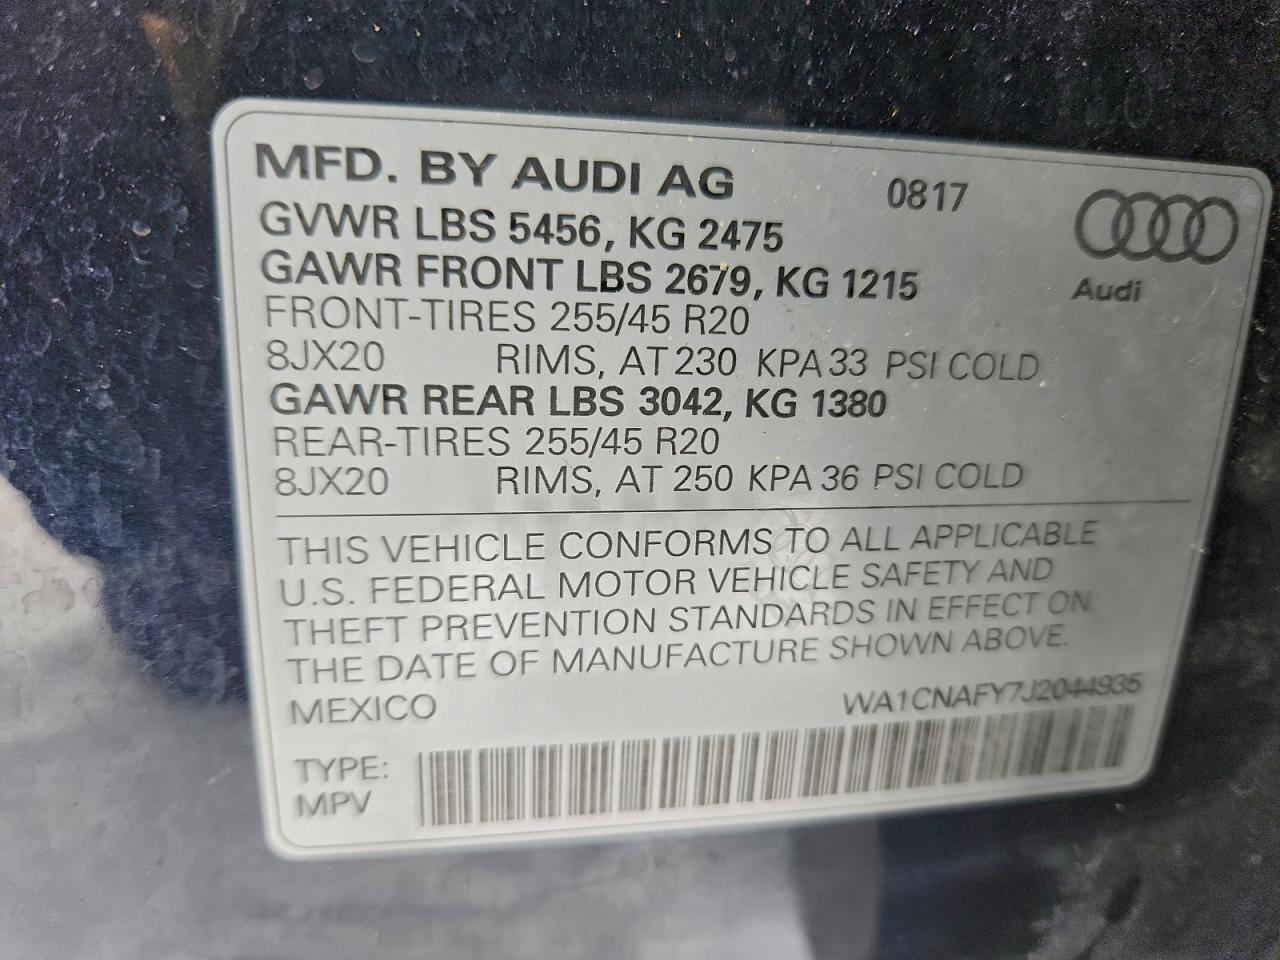 MFD. BY AUDI AG 0817
GVWR LBS 5456, KG 2475
GAWR FRONT LBS 2679, KG 1215
Audi
FRONT-TIRES 255/45 R20
8JX20 RIMS, AT 230 KPA 33 PSI COLD
GAWR REAR LBS 3042, KG 1380
REAR-TIRES 255/45 R20
8JX20 RIMS, AT 250 KPA 36 PSI COLD
THIS VEHICLE CONFORMS TO ALL APPLICABLE
U.S. FEDERAL MOTOR VEHICLE SAFETY AND
THEFT PREVENTION STANDARDS IN EFFECT ON
THE DATE OF MANUFACTURE SHOWN ABOVE.
MEXICO WA1CNAFY7J2044935
TYPE:
MPV